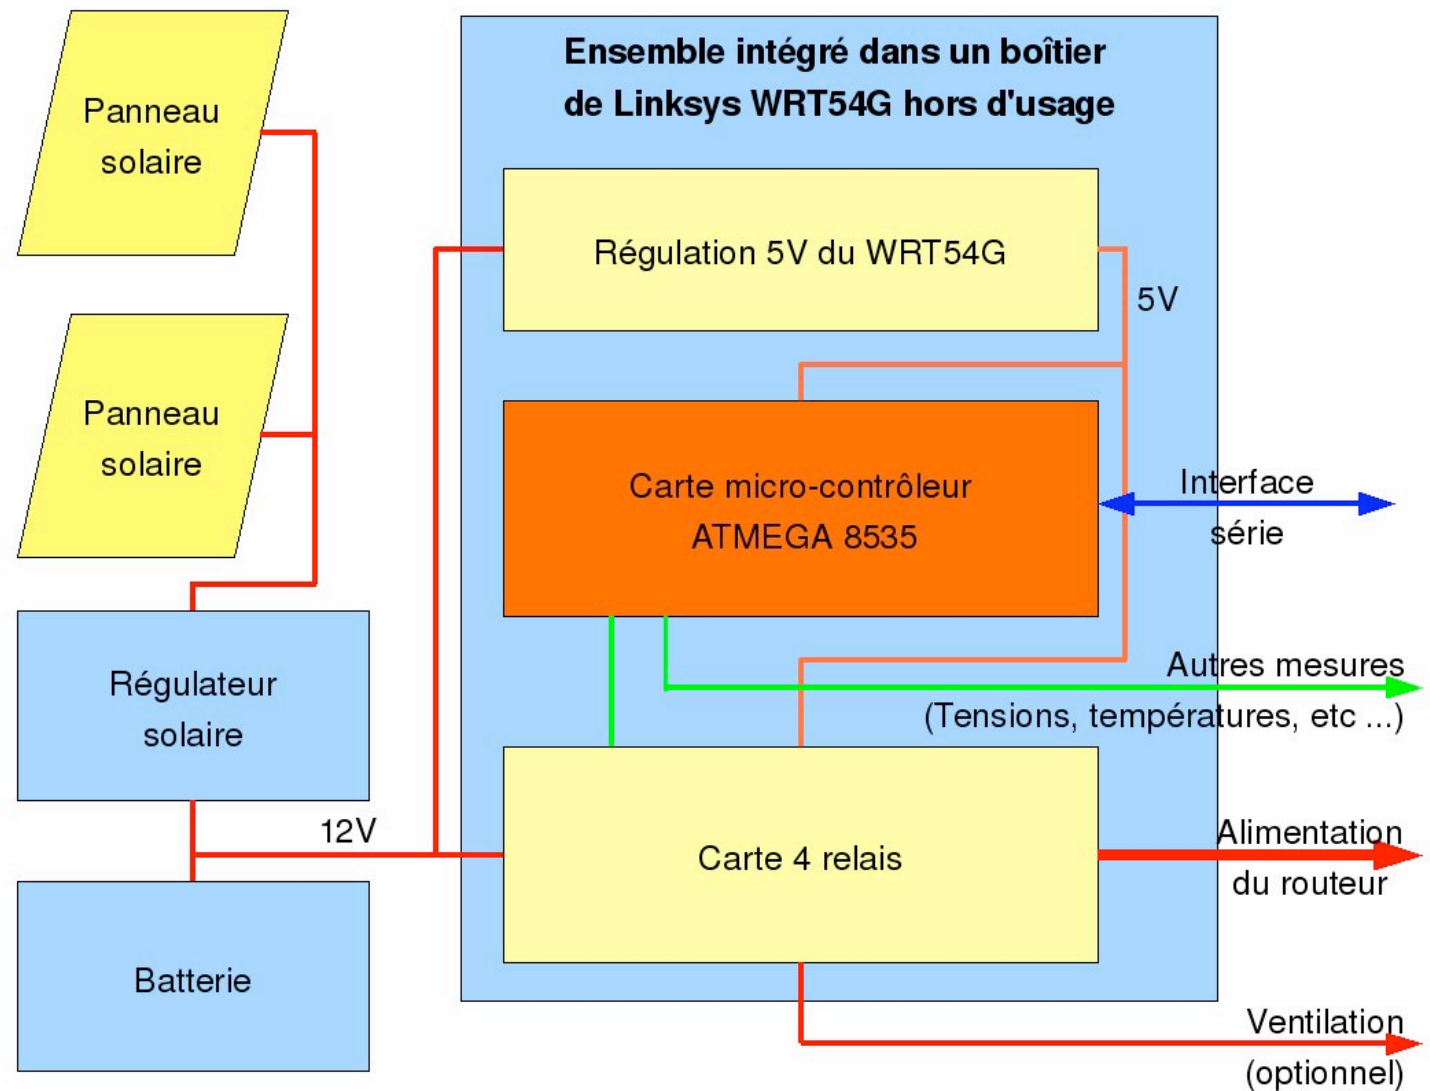 Ensemble intégré dans un boîtier
de Linksys WRT54G hors d'usage
Panneau
solaire
Panneau
solaire
Régulateur
solaire
Batterie
12V
Régulation 5V du WRT54G
5V
Carte micro-contrôleur
ATMEGA 8535
Interface
série
Autres mesures
(Tensions, températures, etc ...)
Carte 4 relais
Alimentation
du routeur
Ventilation
(optionnel)